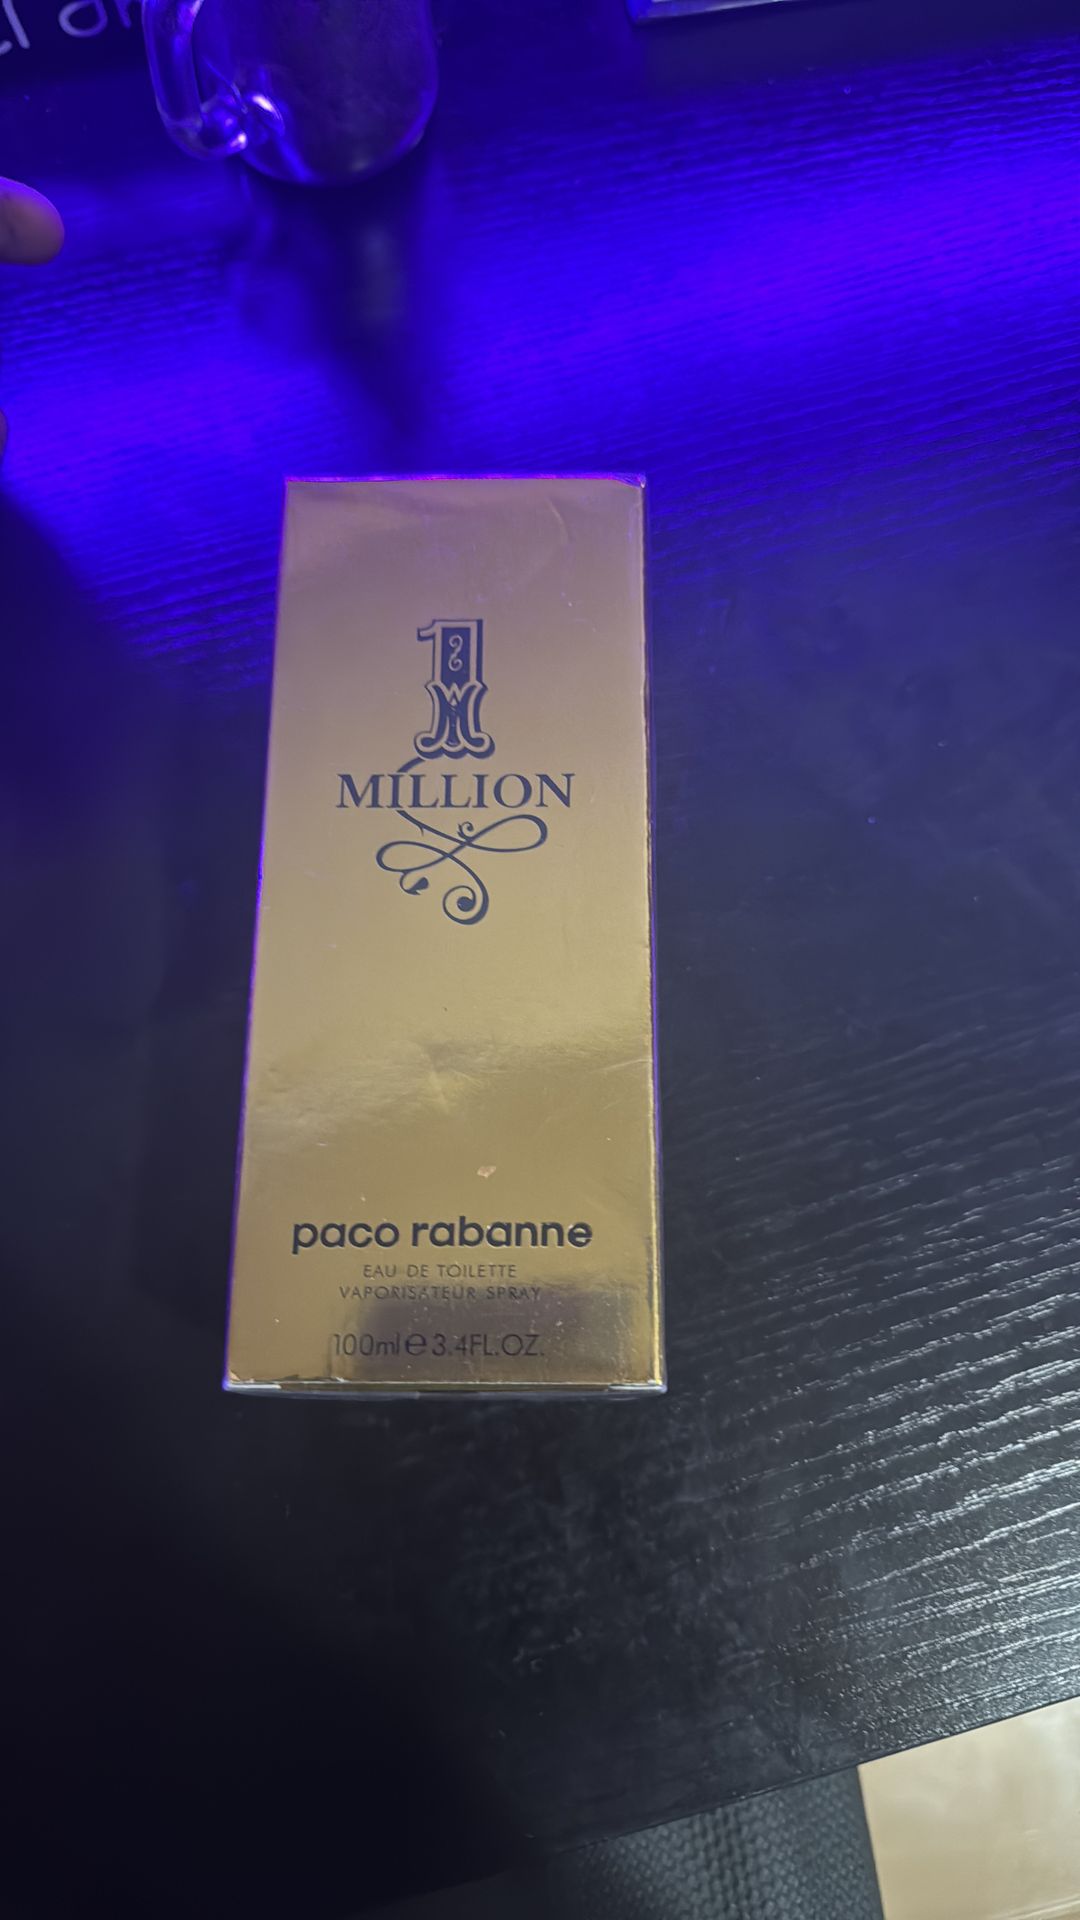 1
MILLION
paco rabanne
EAU DE TOILETTE
VAPORISATEUR SPRAY
100ml ℮ 3.4FL.OZ.